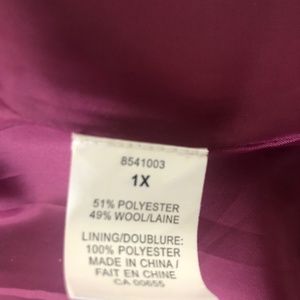 8541003
1X
51% POLYESTER
49% WOOL/LAINE
LINING/DOUBLURE:
100% POLYESTER
MADE IN CHINA /
FAIT EN CHINE
CA 00655